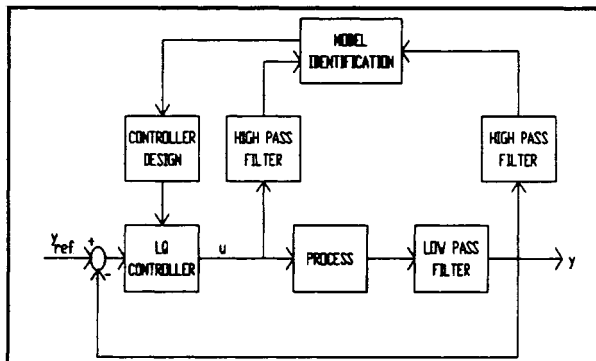 MODEL
IDENTIFICATION
CONTROLLER
DESIGN
HIGH PASS
FILTER
HIGH PASS
FILTER
y
ref
+
-
LQ
CONTROLLER
u
PROCESS
LOW PASS
FILTER
y